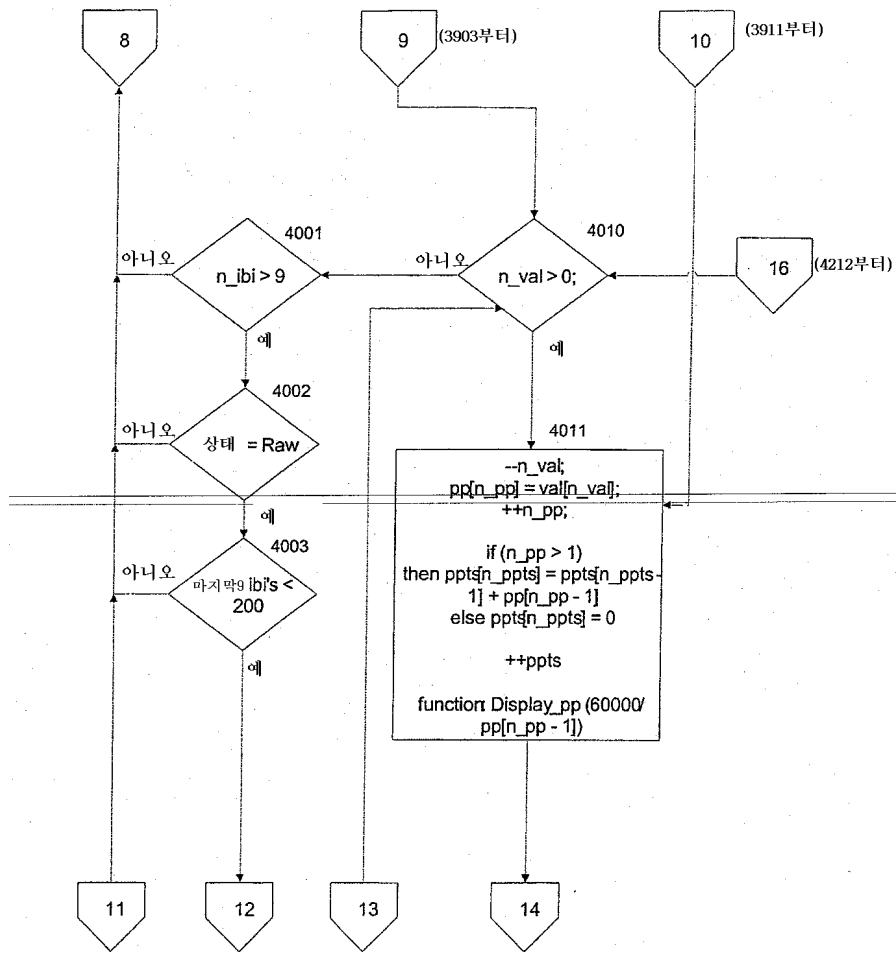 8
9
(3903부터)
10
(3911부터)
4001
4010
아니오
n_ibi > 9
아니오
n_val > 0;
16
(4212부터)
예
예
4002
아니오
상태 = Raw
4011
--n_val;
pp[n_pp] = val[n_val];
++n_pp;
if (n_pp > 1)
then ppts[n_ppts] = ppts[n_ppts-
1] + pp[n_pp - 1]
else ppts[n_ppts] = 0
++ppts
function: Display_pp (60000/
pp[n_pp - 1])
예
4003
아니오
마지막9 ibi's <
200
예
11
12
13
14